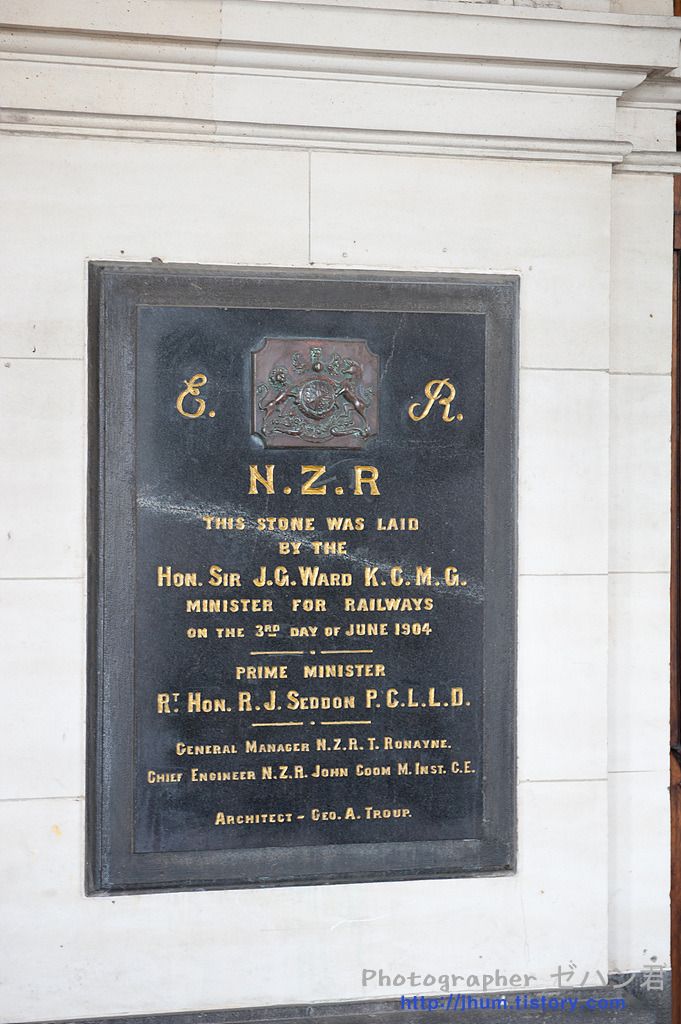 E. R.
N.Z.R
THIS STONE WAS LAID
BY THE
HON. SIR J.G. WARD K.C.M.G.
MINISTER FOR RAILWAYS
ON THE 3RD DAY OF JUNE 1904
PRIME MINISTER
RT. HON. R.J. SEDDON P.C.L.L.D.
GENERAL MANAGER N.Z.R. T. RONAYNE.
CHIEF ENGINEER N.Z.R. JOHN COOM M. INST. C.E.
ARCHITECT - GEO. A. TROUP.
Photographer ゼハン君
http://jhum.tistory.com/